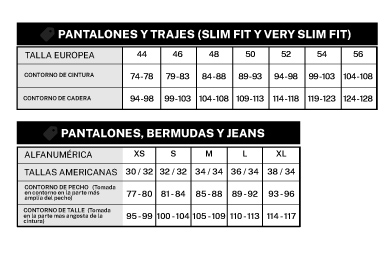 PANTALONES Y TRAJES (SLIM FIT Y VERY SLIM FIT)
TALLA EUROPEA 44 46 48 50 52 54 56
CONTORNO DE CINTURA 74-78 79-83 84-88 89-93 94-98 99-103 104-108
CONTORNO DE CADERA 94-98 99-103 104-108 109-113 114-118 119-123 124-128
PANTALONES, BERMUDAS Y JEANS
ALFANUMÉRICA XS S M L XL
TALLAS AMERICANAS 30 / 32 32 / 32 34 / 34 36 / 34 38 / 34
CONTORNO DE PECHO (Tomada
en contorno en la parte más
amplia del pecho) 77-80 81-84 85-88 89-92 93-96
CONTORNO DE TALLE (Tomada
en la parte mas angosta de la
cintura) 95-99 100-104 105-109 110-113 114-117